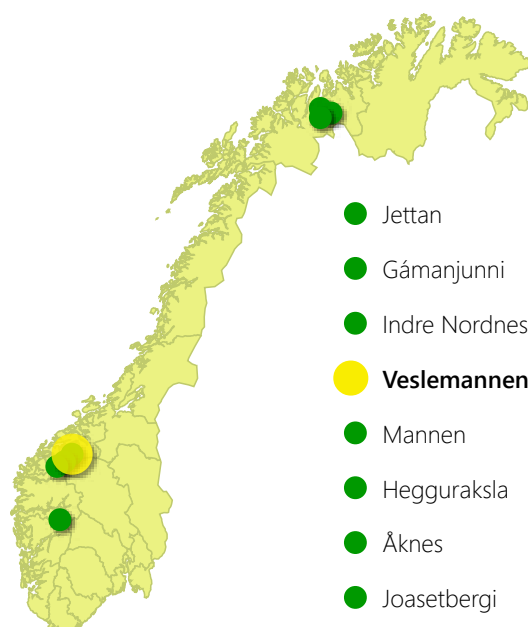 Jettan
Gámanjunni
Indre Nordnes
Veslemannen
Mannen
Hegguraksla
Åknes
Joasetbergi